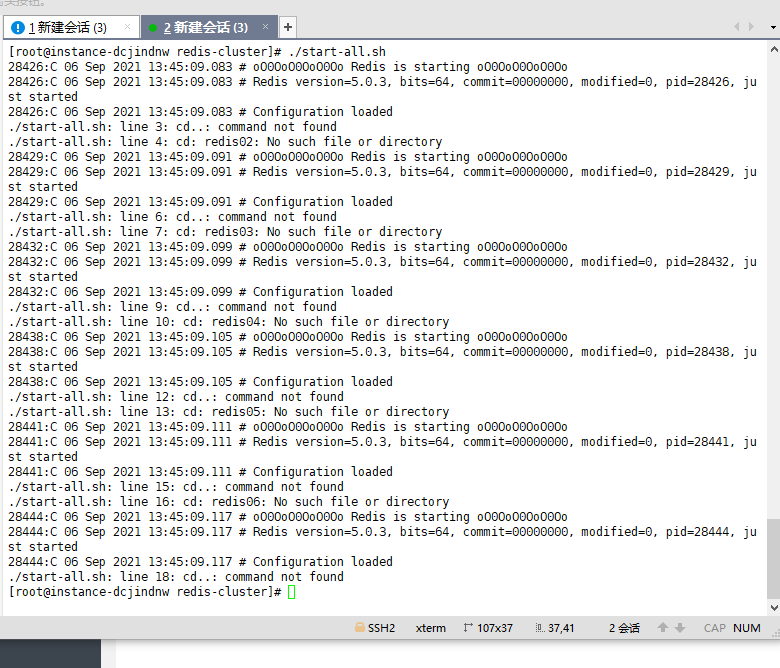 1 新建会话 (3) ×
2 新建会话 (3) ×
+
[root@instance-dcjindnw redis-cluster]# ./start-all.sh
28426:C 06 Sep 2021 13:45:09.083 # oO0OoO0OoO0Oo Redis is starting oO0OoO0OoO0Oo
28426:C 06 Sep 2021 13:45:09.083 # Redis version=5.0.3, bits=64, commit=00000000, modified=0, pid=28426, ju
st started
28426:C 06 Sep 2021 13:45:09.083 # Configuration loaded
./start-all.sh: line 3: cd..: command not found
./start-all.sh: line 4: cd: redis02: No such file or directory
28429:C 06 Sep 2021 13:45:09.091 # oO0OoO0OoO0Oo Redis is starting oO0OoO0OoO0Oo
28429:C 06 Sep 2021 13:45:09.091 # Redis version=5.0.3, bits=64, commit=00000000, modified=0, pid=28429, ju
st started
28429:C 06 Sep 2021 13:45:09.091 # Configuration loaded
./start-all.sh: line 6: cd..: command not found
./start-all.sh: line 7: cd: redis03: No such file or directory
28432:C 06 Sep 2021 13:45:09.099 # oO0OoO0OoO0Oo Redis is starting oO0OoO0OoO0Oo
28432:C 06 Sep 2021 13:45:09.099 # Redis version=5.0.3, bits=64, commit=00000000, modified=0, pid=28432, ju
st started
28432:C 06 Sep 2021 13:45:09.099 # Configuration loaded
./start-all.sh: line 9: cd..: command not found
./start-all.sh: line 10: cd: redis04: No such file or directory
28438:C 06 Sep 2021 13:45:09.105 # oO0OoO0OoO0Oo Redis is starting oO0OoO0OoO0Oo
28438:C 06 Sep 2021 13:45:09.105 # Redis version=5.0.3, bits=64, commit=00000000, modified=0, pid=28438, ju
st started
28438:C 06 Sep 2021 13:45:09.105 # Configuration loaded
./start-all.sh: line 12: cd..: command not found
./start-all.sh: line 13: cd: redis05: No such file or directory
28441:C 06 Sep 2021 13:45:09.111 # oO0OoO0OoO0Oo Redis is starting oO0OoO0OoO0Oo
28441:C 06 Sep 2021 13:45:09.111 # Redis version=5.0.3, bits=64, commit=00000000, modified=0, pid=28441, ju
st started
28441:C 06 Sep 2021 13:45:09.111 # Configuration loaded
./start-all.sh: line 15: cd..: command not found
./start-all.sh: line 16: cd: redis06: No such file or directory
28444:C 06 Sep 2021 13:45:09.117 # oO0OoO0OoO0Oo Redis is starting oO0OoO0OoO0Oo
28444:C 06 Sep 2021 13:45:09.117 # Redis version=5.0.3, bits=64, commit=00000000, modified=0, pid=28444, ju
st started
28444:C 06 Sep 2021 13:45:09.117 # Configuration loaded
./start-all.sh: line 18: cd..: command not found
[root@instance-dcjindnw redis-cluster]#
SSH2 xterm 107x37 37,41 2 会话 CAP NUM